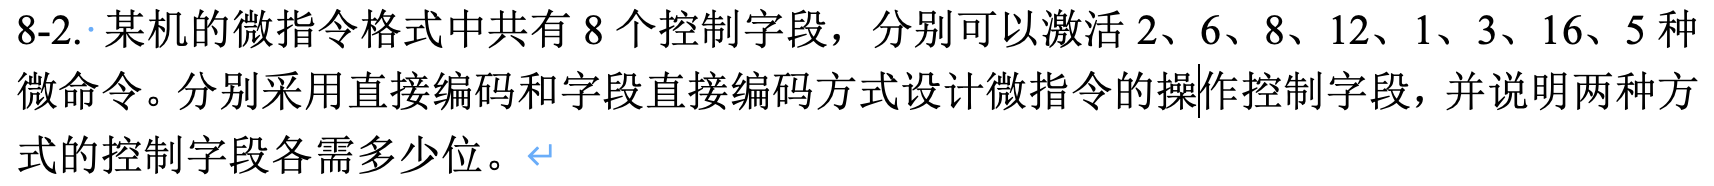 8-2. 某机的微指令格式中共有 8 个控制字段，分别可以激活 2、6、8、12、1、3、16、5 种
微命令。分别采用直接编码和字段直接编码方式设计微指令的操作控制字段，并说明两种方
式的控制字段各需多少位。